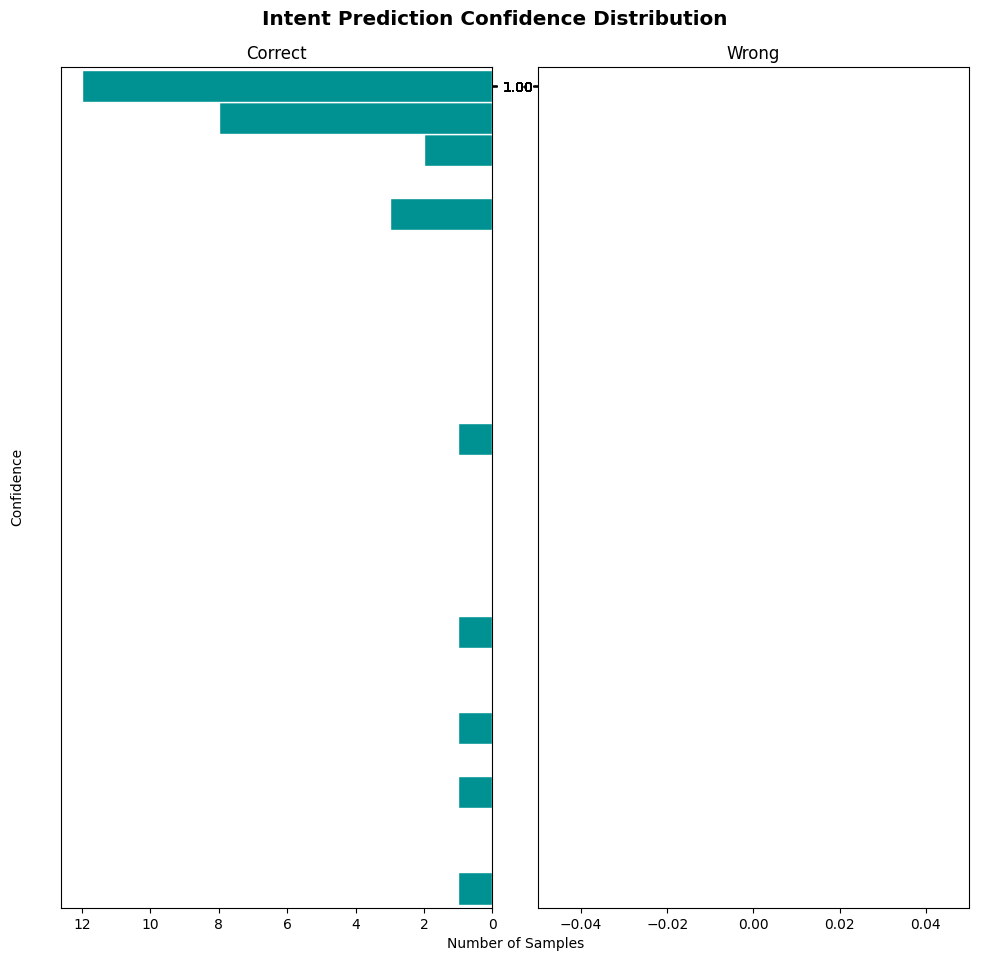 Intent Prediction Confidence Distribution
Correct
Wrong
1.00
Confidence
12 10 8 6 4 2 0
−0.04 −0.02 0.00 0.02 0.04
Number of Samples